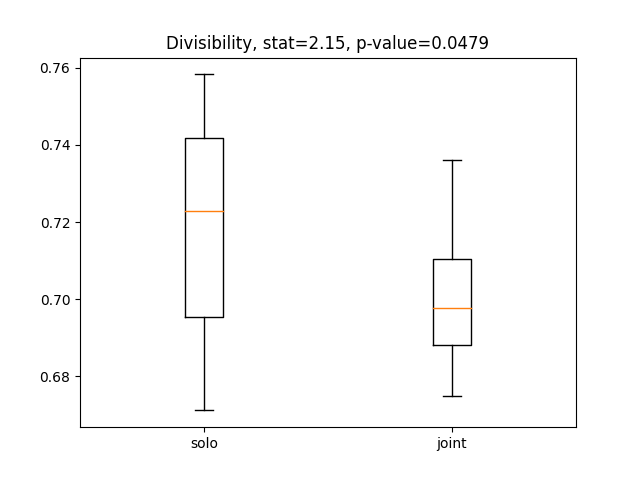 Divisibility, stat=2.15, p-value=0.0479
0.76
0.74
0.72
0.70
0.68
solo
joint